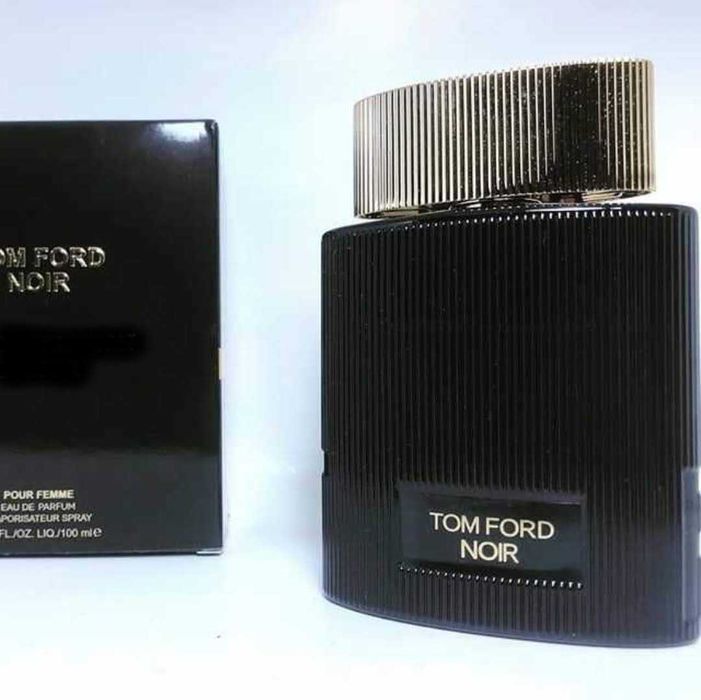 OM FORD
NOIR
POUR FEMME
EAU DE PARFUM
APORISATEUR SPRAY
FL./OZ. LIQ./100 ml e
TOM FORD
NOIR